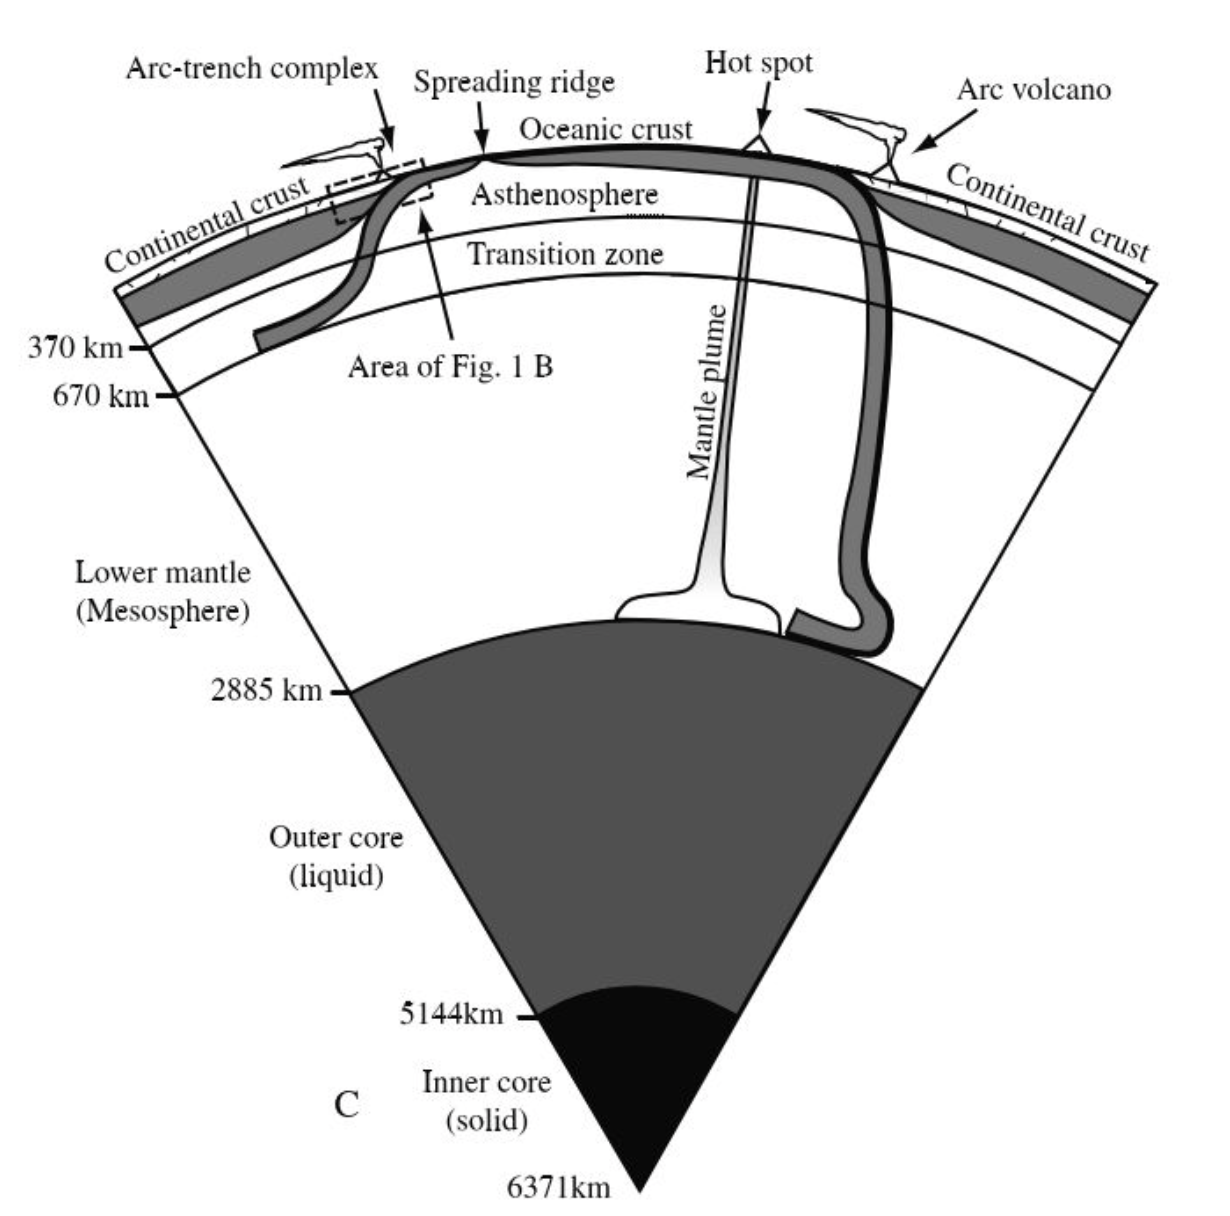 Arc-trench complex
Spreading ridge
Hot spot
Arc volcano
Oceanic crust
Continental crust
Continental crust
Asthenosphere
Transition zone
370 km
670 km
Area of Fig. 1 B
Mantle plume
Lower mantle
(Mesosphere)
2885 km
Outer core
(liquid)
5144km
Inner core
(solid)
C
6371km